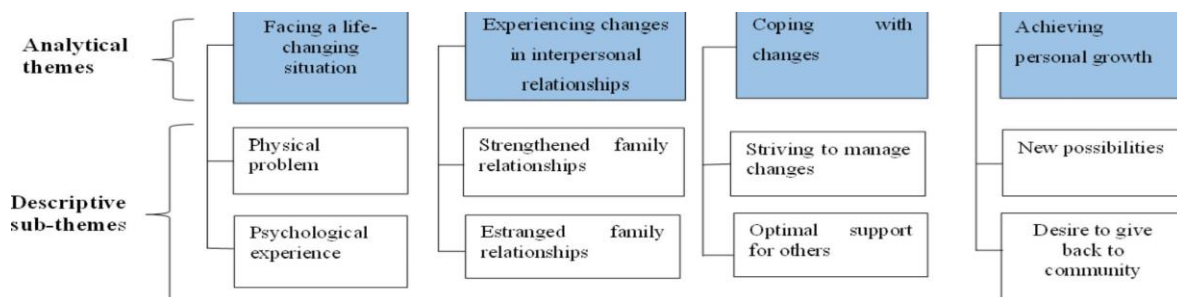 Analytical
themes
Facing a life-
changing
situation
Experiencing changes
in interpersonal
relationships
Coping with
changes
Achieving
personal growth
Descriptive
sub-themes
Physical
problem
Strengthened family
relationships
Striving to manage
changes
New possibilities
Psychological
experience
Estranged family
relationships
Optimal support
for others
Desire to give
back to
community